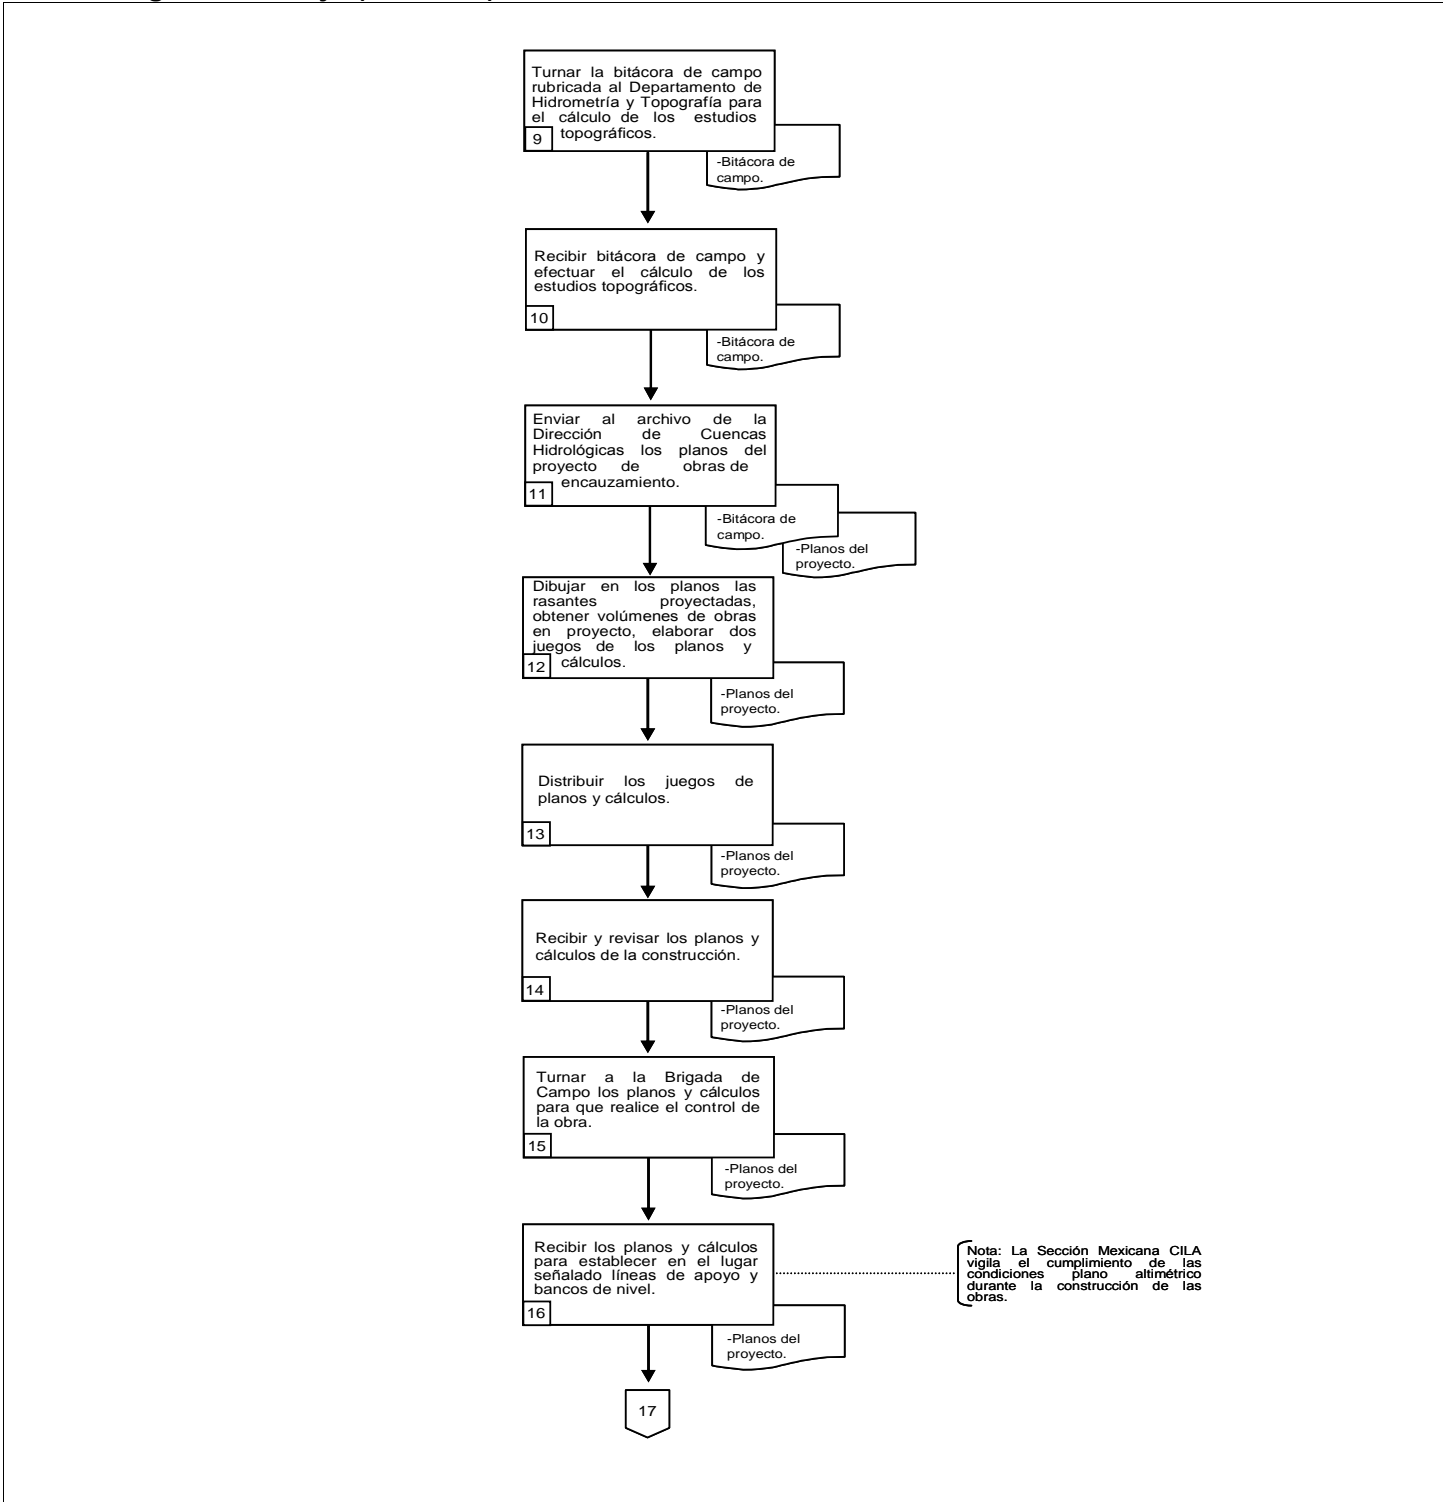 Turnar la bitácora de campo
rubricada al Departamento de
Hidrometría y Topografía para
el cálculo de los estudios
topográficos.
9
-Bitácora de
campo.
Recibir bitácora de campo y
efectuar el cálculo de los
estudios topográficos.
10
-Bitácora de
campo.
Enviar al archivo de la
Dirección de Cuencas
Hidrológicas los planos del
proyecto de obras de
encauzamiento.
11
-Bitácora de
campo.
-Planos del
proyecto.
Dibujar en los planos las
rasantes proyectadas,
obtener volúmenes de obras
en proyecto, elaborar dos
juegos de los planos y
cálculos.
12
-Planos del
proyecto.
Distribuir los juegos de
planos y cálculos.
13
-Planos del
proyecto.
Recibir y revisar los planos y
cálculos de la construcción.
14
-Planos del
proyecto.
Turnar a la Brigada de
Campo los planos y cálculos
para que realice el control de
la obra.
15
-Planos del
proyecto.
Recibir los planos y cálculos
para establecer en el lugar
señalado líneas de apoyo y
bancos de nivel.
16
-Planos del
proyecto.
Nota: La Sección Mexicana CILA
vigila el cumplimiento de las
condiciones plano altimétrico
durante la construcción de las
obras.
17